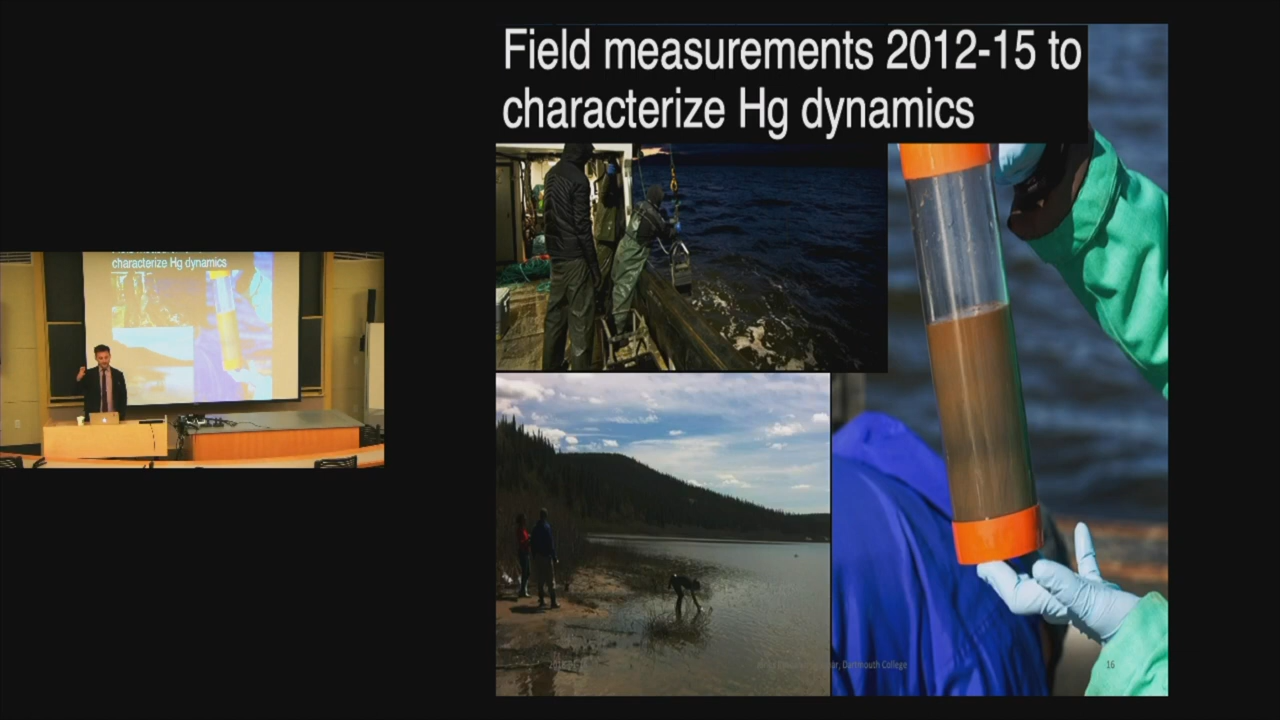 Field measurements 2012-15 to
characterize Hg dynamics
characterize Hg dynamics
Dartmouth College
16